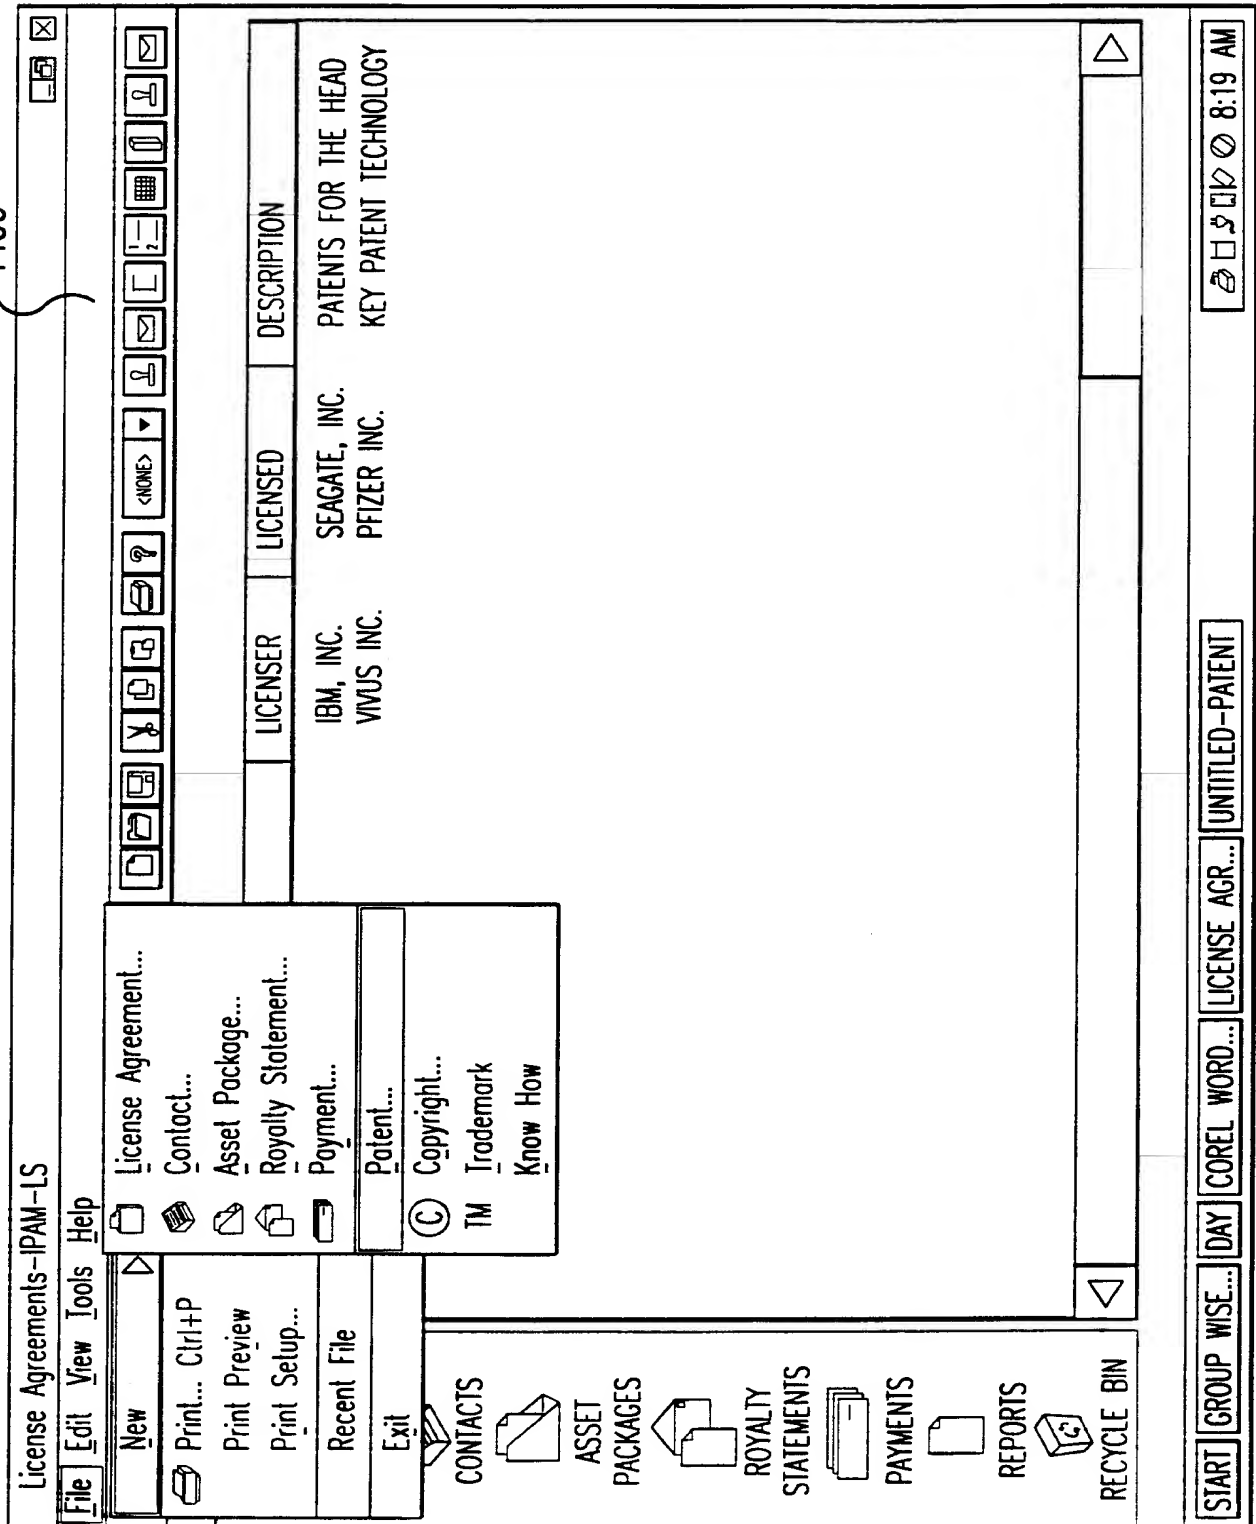 License Agreements-IPAM-LS
File Edit View Tools Help
<NONE>
New
Print... Ctrl+P
Print Preview
Print Setup...
Recent File
Exit
License Agreement...
Contact...
Asset Package...
Royalty Statement...
Payment...
Patent...
© Copyright...
TM Trademark
Know How
LICENSER LICENSED DESCRIPTION
IBM, INC. SEAGATE, INC. PATENTS FOR THE HEAD
VIVUS INC. PFIZER INC. KEY PATENT TECHNOLOGY
CONTACTS
ASSET
PACKAGES
ROYALTY
STATEMENTS
PAYMENTS
REPORTS
RECYCLE BIN
START GROUP WISE... DAY COREL WORD... LICENSE AGR... UNTITLED-PATENT 8:19 AM